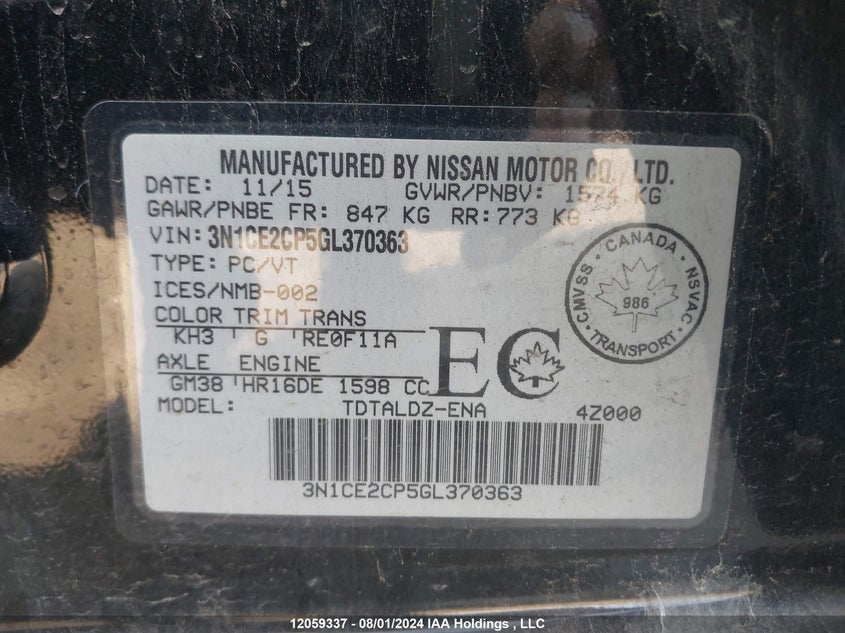 MANUFACTURED BY NISSAN MOTOR CO., LTD.
DATE: 11/15 GVWR/PNBV: 1574 KG
GAWR/PNBE FR: 847 KG RR: 773 KG
VIN: 3N1CE2CP5GL370363
TYPE: PC/VT
ICES/NMB-002
COLOR TRIM TRANS
KH3 G RE0F11A
AXLE ENGINE
GM38 HR16DE 1598 CC
MODEL: TDTALDZ-ENA 4Z000
EC
CANADA
CMVSS NSVAC
986
TRANSPORT
3N1CE2CP5GL370363
12059337 - 08/01/2024 IAA Holdings , LLC